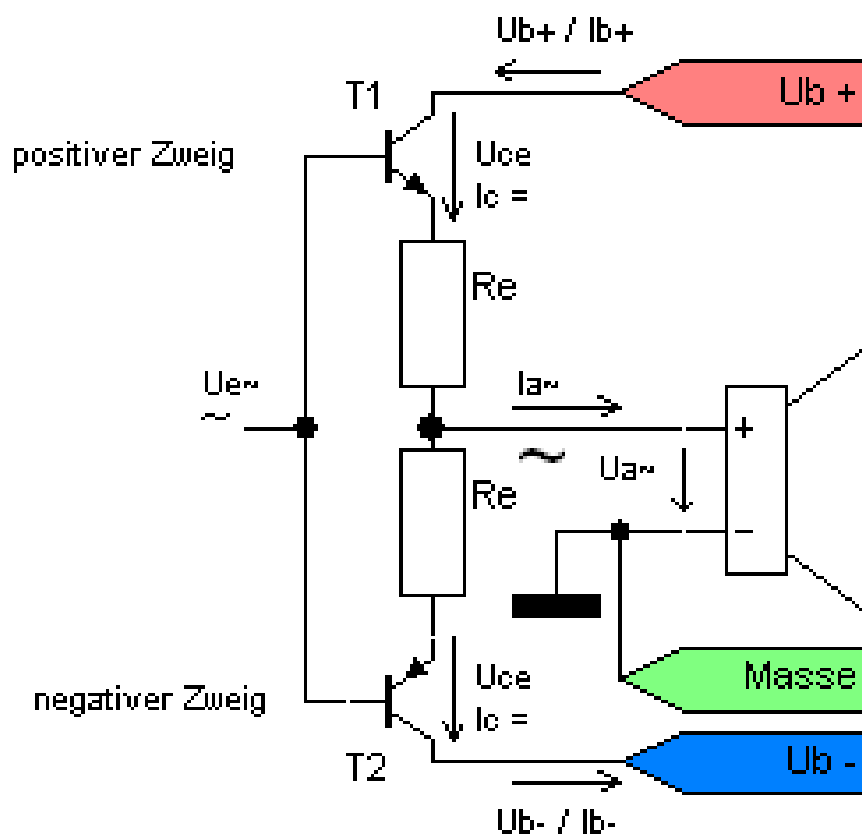 Ub+ / Ib+
Ub +
T1
positiver Zweig
Uce
Ic =
Re
Ue~
~
Ia~
+
~
Ua~
Re
-
Masse
Uce
Ic =
negativer Zweig
Ub -
T2
Ub- / Ib-